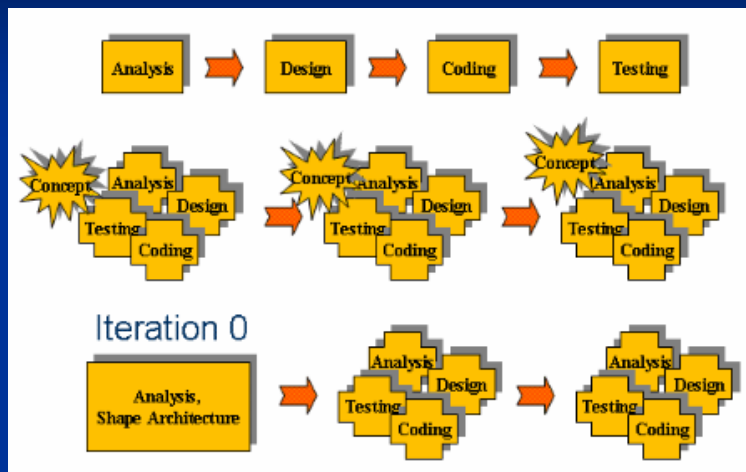 Analysis Design Coding Testing
Concept Analysis Design Testing Coding
Concept Analysis Design Testing Coding
Concept Analysis Design Testing Coding
Iteration 0
Analysis,
Shape Architecture
Analysis Design Testing Coding
Analysis Design Testing Coding